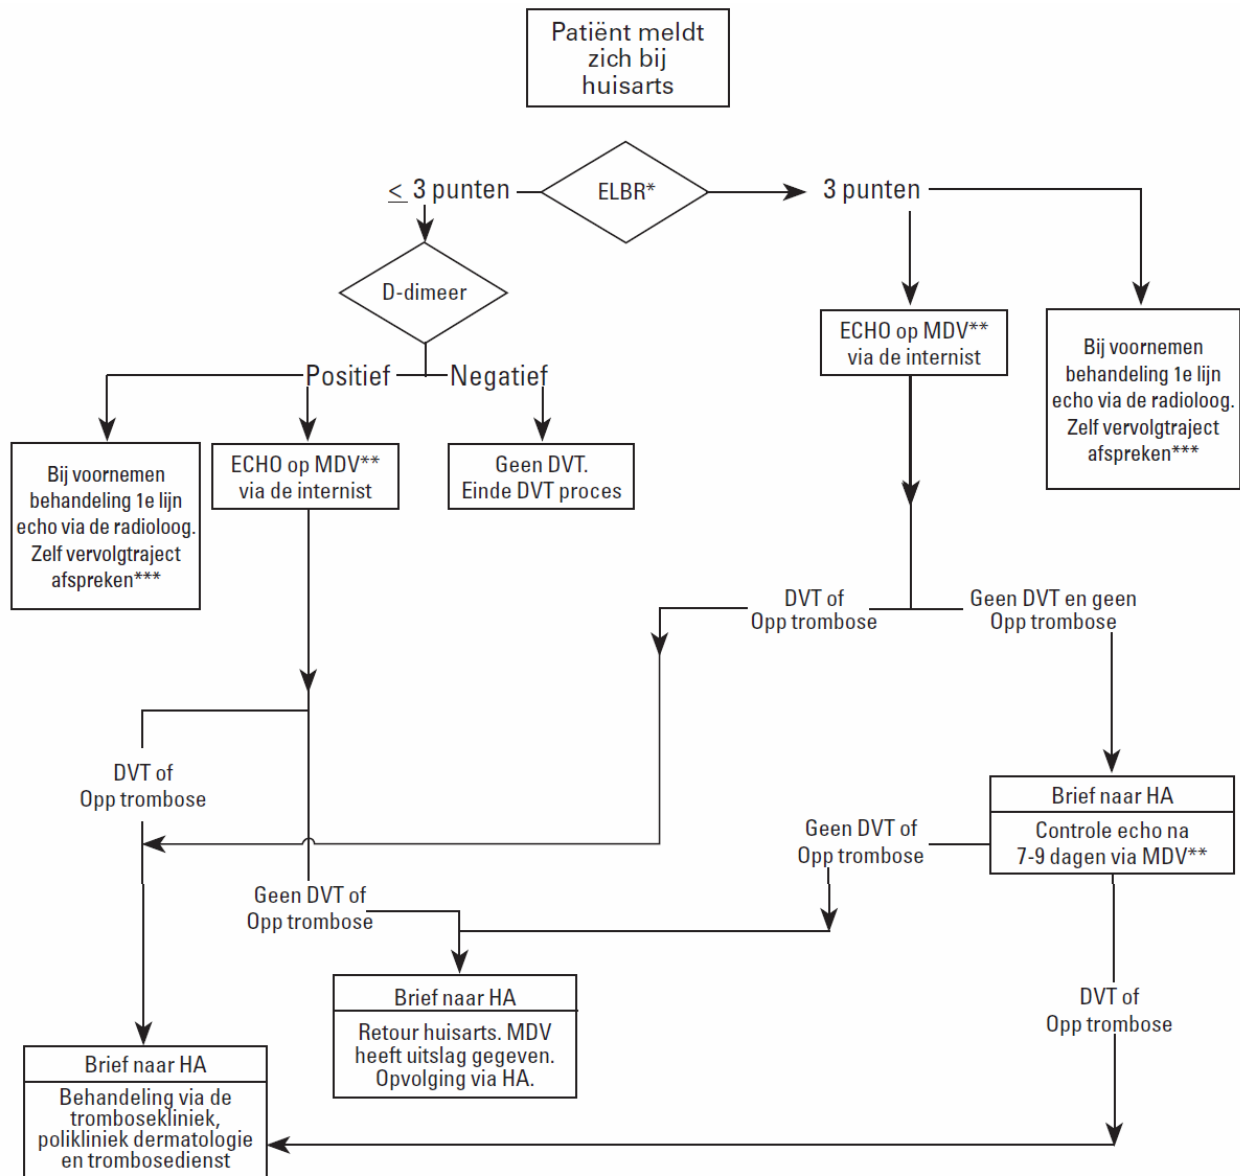 Patiënt meldt
zich bij
huisarts
≤ 3 punten
ELBR*
3 punten
D-dimeer
ECHO op MDV**
via de internist
Bij voornemen
behandeling 1e lijn
echo via de radioloog.
Zelf vervolgtraject
afspreken***
Positief
Negatief
Bij voornemen
behandeling 1e lijn
echo via de radioloog.
Zelf vervolgtraject
afspreken***
ECHO op MDV**
via de internist
Geen DVT.
Einde DVT proces
DVT of
Opp trombose
Geen DVT en geen
Opp trombose
DVT of
Opp trombose
Brief naar HA
Controle echo na
7-9 dagen via MDV**
Geen DVT of
Opp trombose
Geen DVT of
Opp trombose
Brief naar HA
Retour huisarts. MDV
heeft uitslag gegeven.
Opvolging via HA.
DVT of
Opp trombose
Brief naar HA
Behandeling via de
trombosekliniek,
polikliniek dermatologie
en trombosedienst